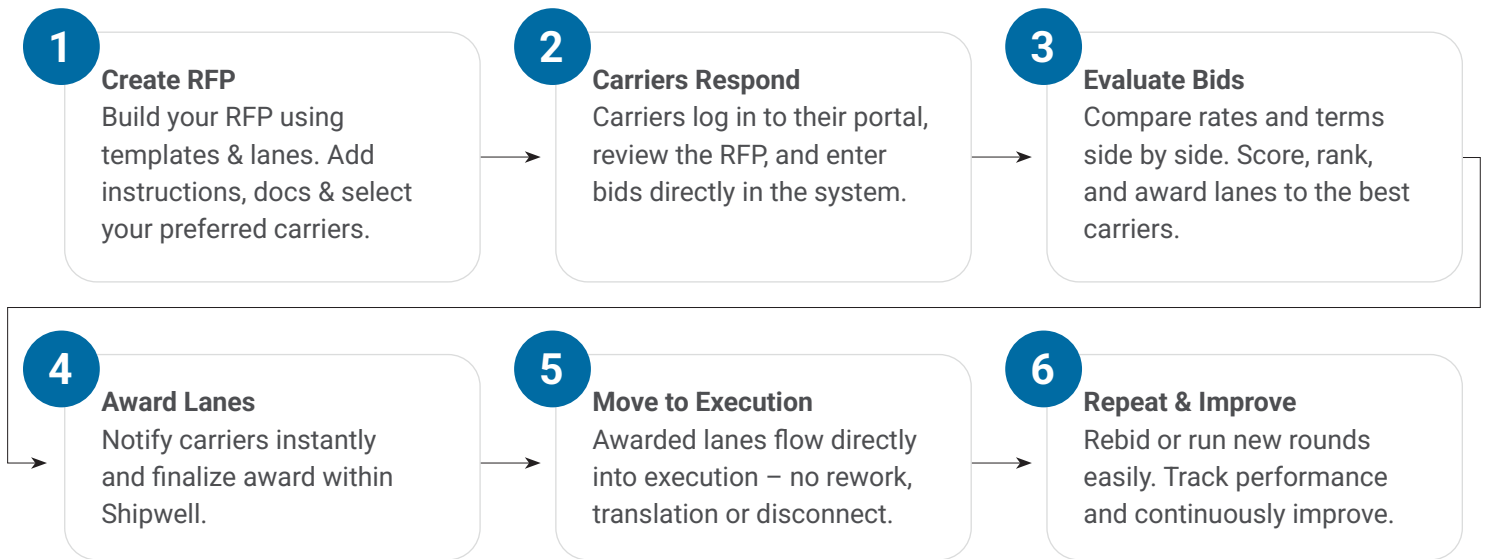 1
Create RFP
Build your RFP using
templates & lanes. Add
instructions, docs & select
your preferred carriers.
2
Carriers Respond
Carriers log in to their portal,
review the RFP, and enter
bids directly in the system.
3
Evaluate Bids
Compare rates and terms
side by side. Score, rank,
and award lanes to the best
carriers.
4
Award Lanes
Notify carriers instantly
and finalize award within
Shipwell.
5
Move to Execution
Awarded lanes flow directly
into execution – no rework,
translation or disconnect.
6
Repeat & Improve
Rebid or run new rounds
easily. Track performance
and continuously improve.